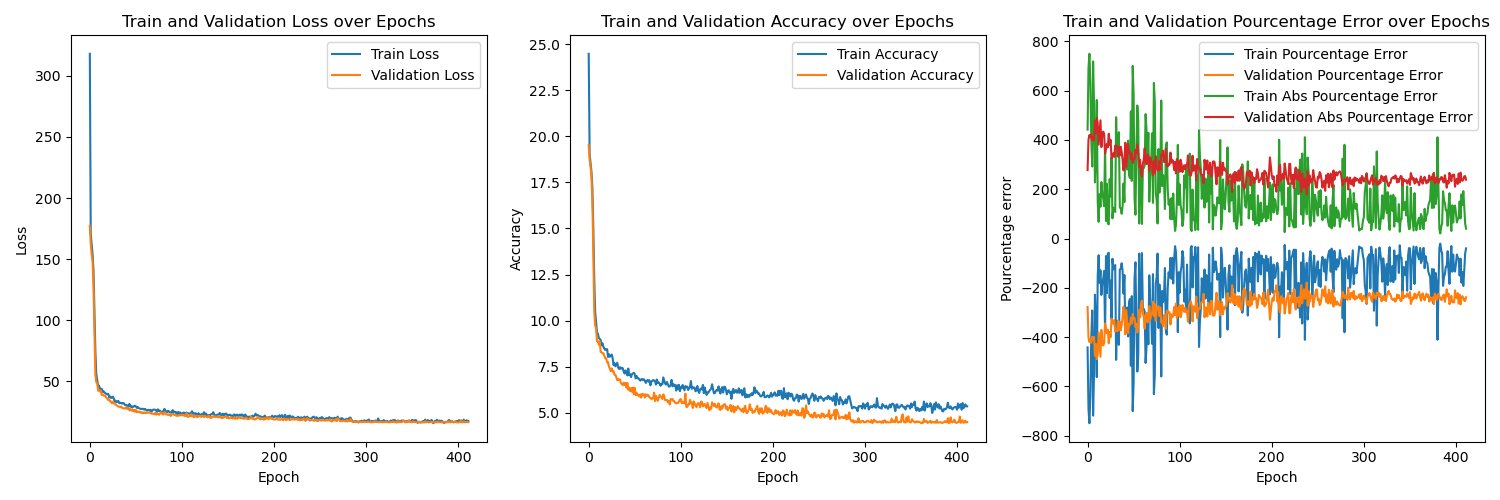 Train and Validation Loss over Epochs
Train Loss
Validation Loss
300
250
200
150
100
50
Loss
0
100
200
300
400
Epoch
Train and Validation Accuracy over Epochs
Train Accuracy
Validation Accuracy
25.0
22.5
20.0
17.5
15.0
12.5
10.0
7.5
5.0
Accuracy
0
100
200
300
400
Epoch
Train and Validation Pourcentage Error over Epochs
Train Pourcentage Error
Validation Pourcentage Error
Train Abs Pourcentage Error
Validation Abs Pourcentage Error
800
600
400
200
0
−200
−400
−600
−800
Pourcentage error
0
100
200
300
400
Epoch